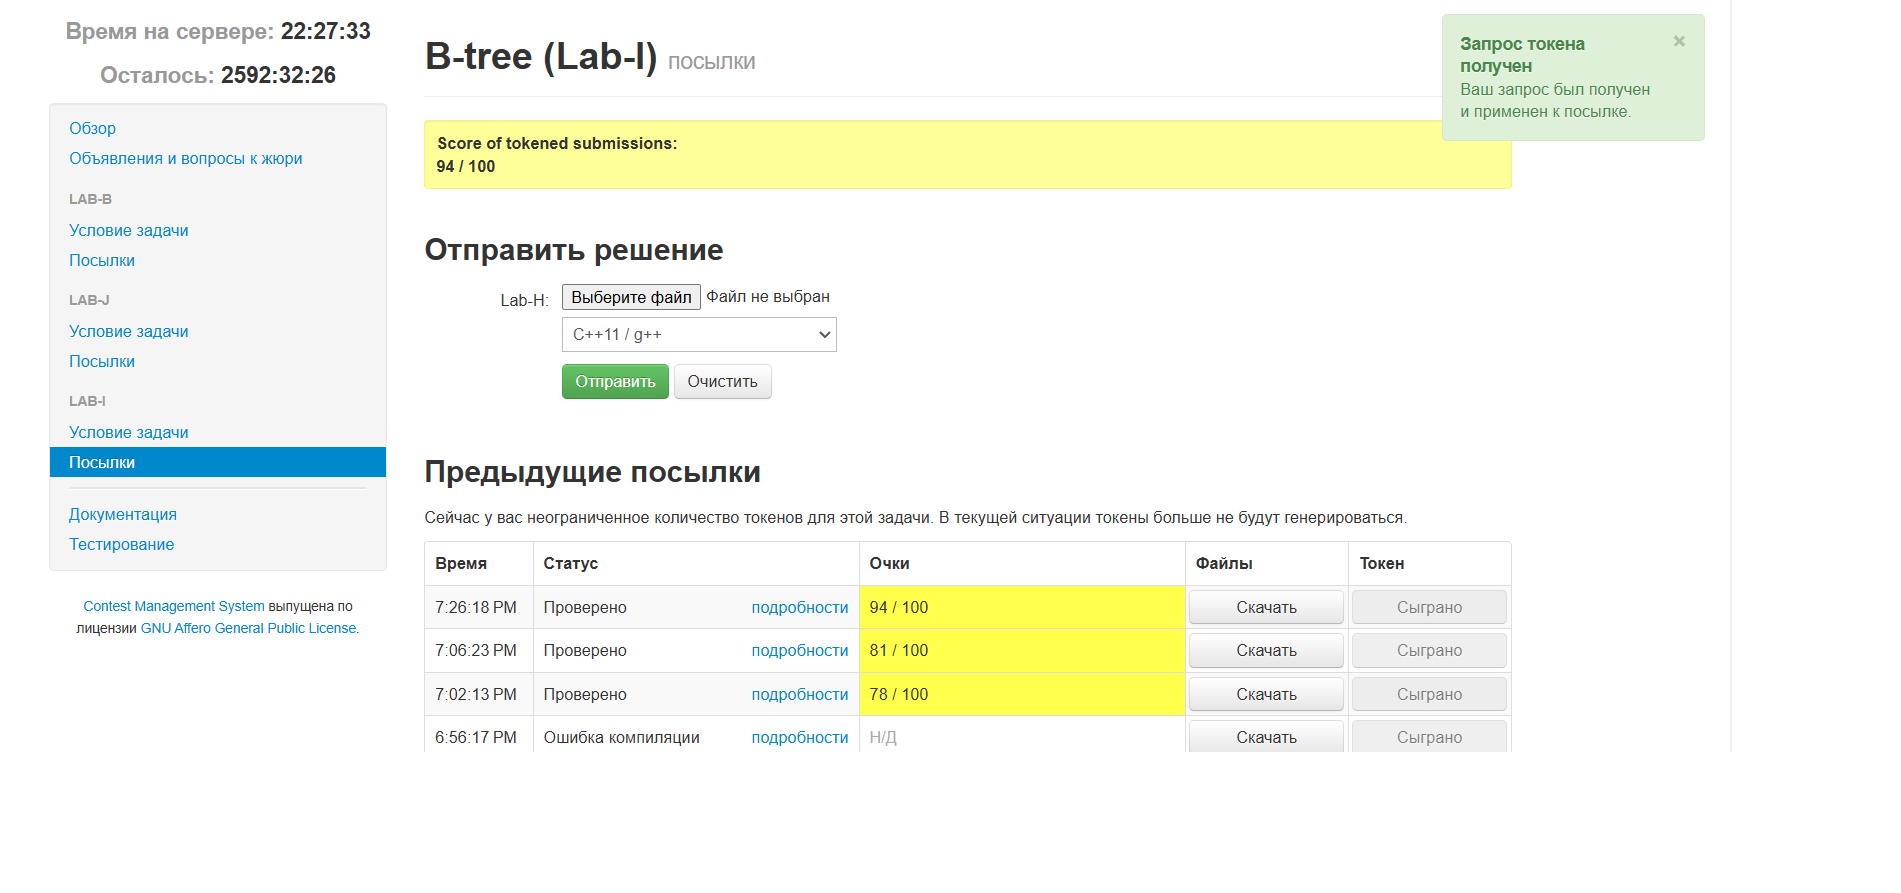 Время на сервере: 22:27:33
Осталось: 2592:32:26
Обзор
Объявления и вопросы к жюри
LAB-B
Условие задачи
Посылки
LAB-J
Условие задачи
Посылки
LAB-I
Условие задачи
Посылки
Документация
Тестирование
Contest Management System выпущена по
лицензии GNU Affero General Public License.
B-tree (Lab-I) посылки
Запрос токена
получен
Ваш запрос был получен
и применен к посылке.
×
Score of tokened submissions:
94 / 100
Отправить решение
Lab-H: Выберите файл Файл не выбран
C++11 / g++
Отправить Очистить
Предыдущие посылки
Сейчас у вас неограниченное количество токенов для этой задачи. В текущей ситуации токены больше не будут генерироваться.
Время Статус Очки Файлы Токен
7:26:18 PM Проверено подробности 94 / 100 Скачать Сыграно
7:06:23 PM Проверено подробности 81 / 100 Скачать Сыграно
7:02:13 PM Проверено подробности 78 / 100 Скачать Сыграно
6:56:17 PM Ошибка компиляции подробности Н/Д Скачать Сыграно